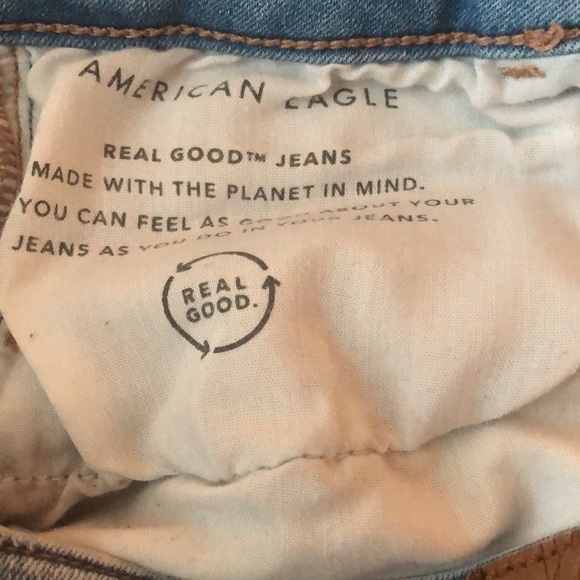 AMERICAN EAGLE
REAL GOOD™ JEANS
MADE WITH THE PLANET IN MIND.
YOU CAN FEEL AS GOOD ABOUT YOUR
JEANS AS YOU DO IN YOUR JEANS.
REAL
GOOD.